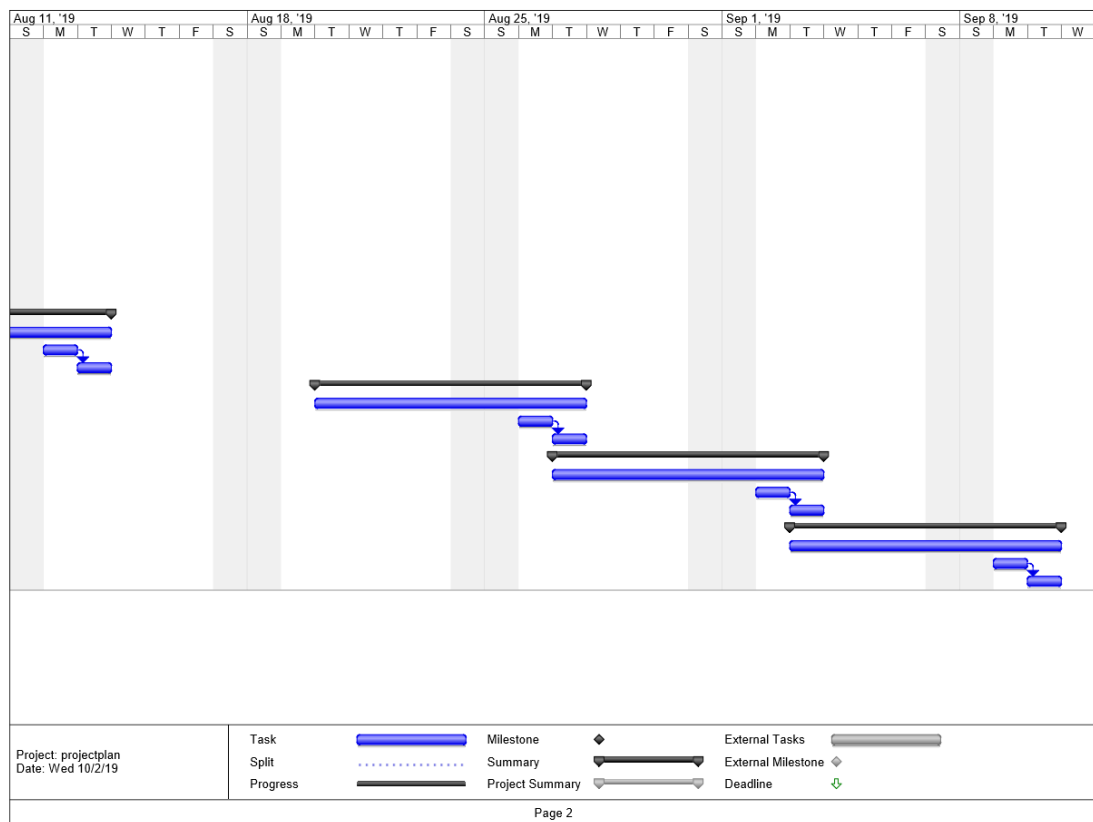 Aug 11, '19 Aug 18, '19 Aug 25, '19 Sep 1, '19 Sep 8, '19
S M T W T F S S M T W T F S S M T W T F S S M T W T F S S M T W
Project: projectplan
Date: Wed 10/2/19
Task Milestone External Tasks
Split Summary External Milestone
Progress Project Summary Deadline
Page 2